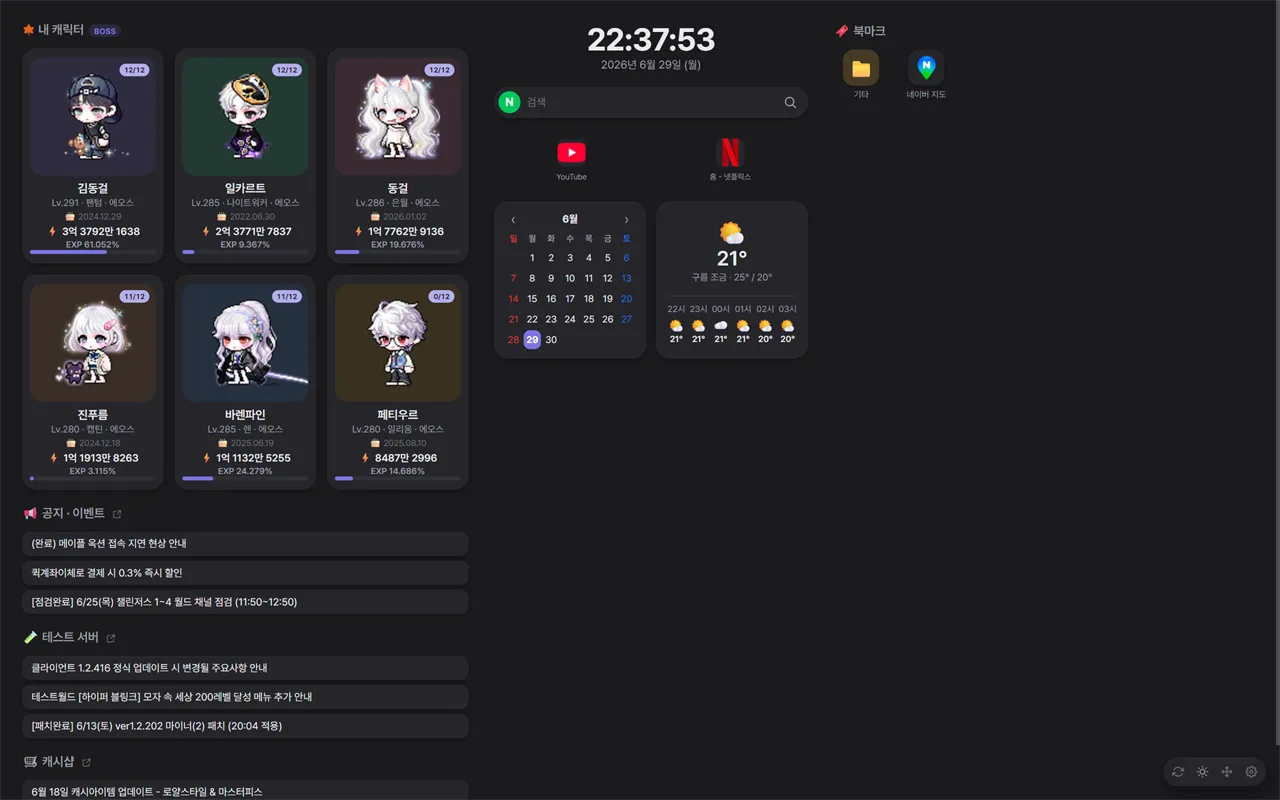 내 캐릭터 BOSS
12/12
김동걸
Lv.291 · 팬텀 · 에오스
2024.12.29
3억 3792만 1638
EXP 61.052%
12/12
일카르트
Lv.285 · 나이트워커 · 에오스
2022.06.30
2억 3771만 7837
EXP 9.367%
12/12
동걸
Lv.286 · 은월 · 에오스
2026.01.02
1억 7762만 9136
EXP 19.676%
11/12
진푸름
Lv.280 · 캡틴 · 에오스
2024.12.18
1억 1913만 8263
EXP 3.115%
11/12
바렌파인
Lv.285 · 렌 · 에오스
2025.06.19
1억 1132만 5255
EXP 24.279%
0/12
페티우르
Lv.280 · 일리움 · 에오스
2025.08.10
8487만 2996
EXP 14.686%
공지 · 이벤트
(완료) 메이플 옥션 접속 지연 현상 안내
퀵계좌이체로 결제 시 0.3% 즉시 할인
[점검완료] 6/25(목) 챌린저스 1~4 월드 채널 점검 (11:50~12:50)
테스트 서버
클라이언트 1.2.416 정식 업데이트 시 변경될 주요사항 안내
테스트월드 [하이퍼 블링크] 모자 속 세상 200레벨 달성 메뉴 추가 안내
[패치완료] 6/13(토) ver1.2.202 마이너(2) 패치 (20:04 적용)
캐시샵
6월 18일 캐시아이템 업데이트 - 로얄스타일 & 마스터피스
22:37:53
2026년 6월 29일 (월)
N 검색
YouTube
홈 - 넷플릭스
‹ 6월 ›
일 월 화 수 목 금 토
1 2 3 4 5 6
7 8 9 10 11 12 13
14 15 16 17 18 19 20
21 22 23 24 25 26 27
28 29 30
21°
구름 조금 · 25° / 20°
22시 23시 00시 01시 02시 03시
21° 21° 21° 21° 20° 20°
북마크
기타
N
네이버 지도